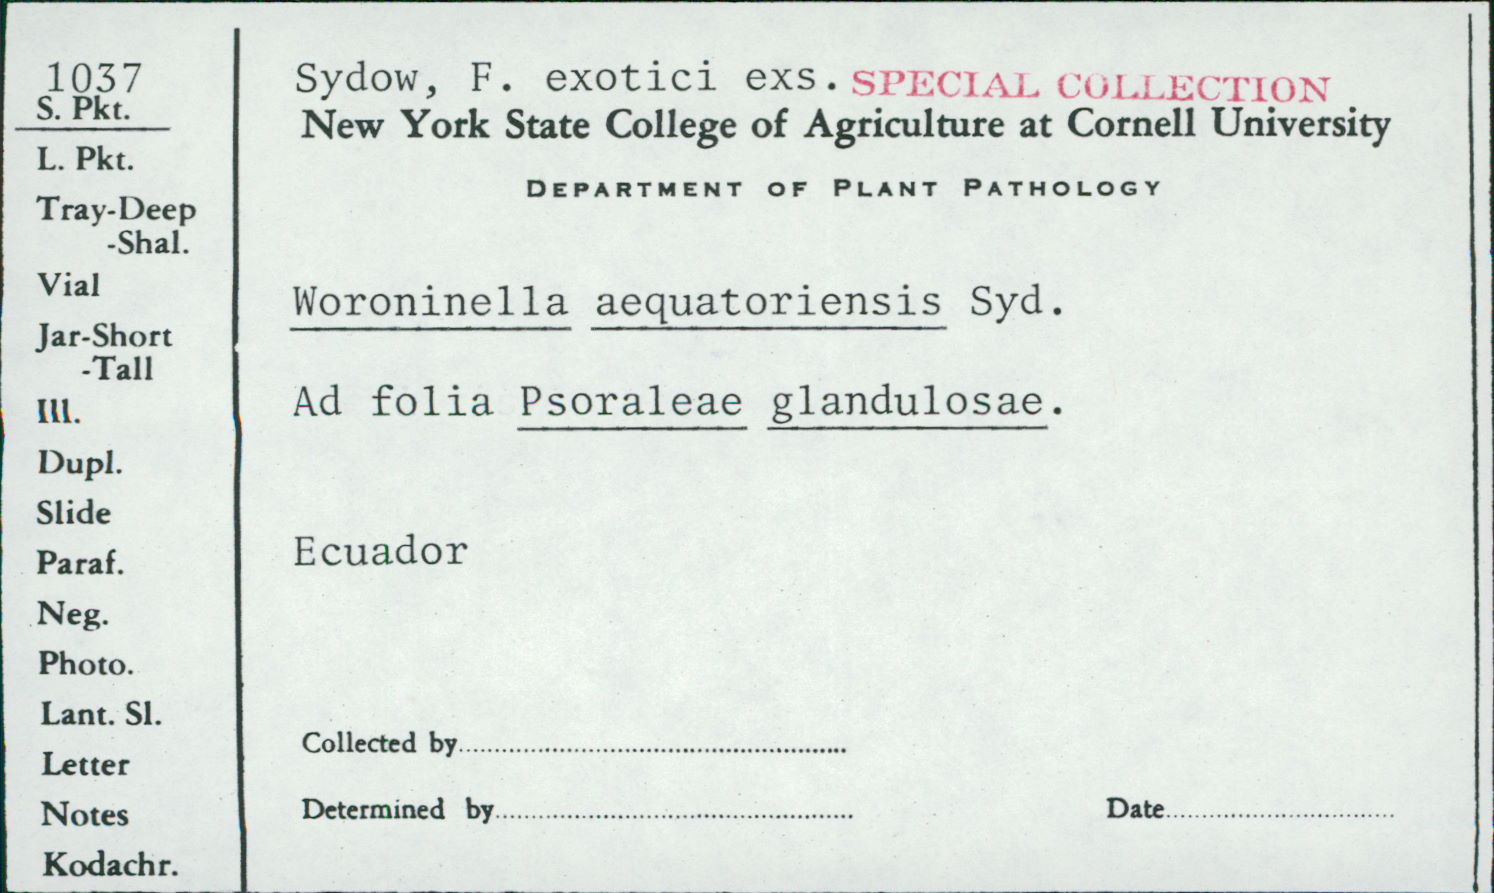 1037
S. Pkt.
L. Pkt.
Tray-Deep
-Shal.
Vial
Jar-Short
-Tall
Ill.
Dupl.
Slide
Paraf.
Neg.
Photo.
Lant. Sl.
Letter
Notes
Kodachr.
Sydow, F. exotici exs. SPECIAL COLLECTION
New York State College of Agriculture at Cornell University
DEPARTMENT OF PLANT PATHOLOGY
Woroninella aequatoriensis Syd.
Ad folia Psoraleae glandulosae.
Ecuador
Collected by
Determined by Date